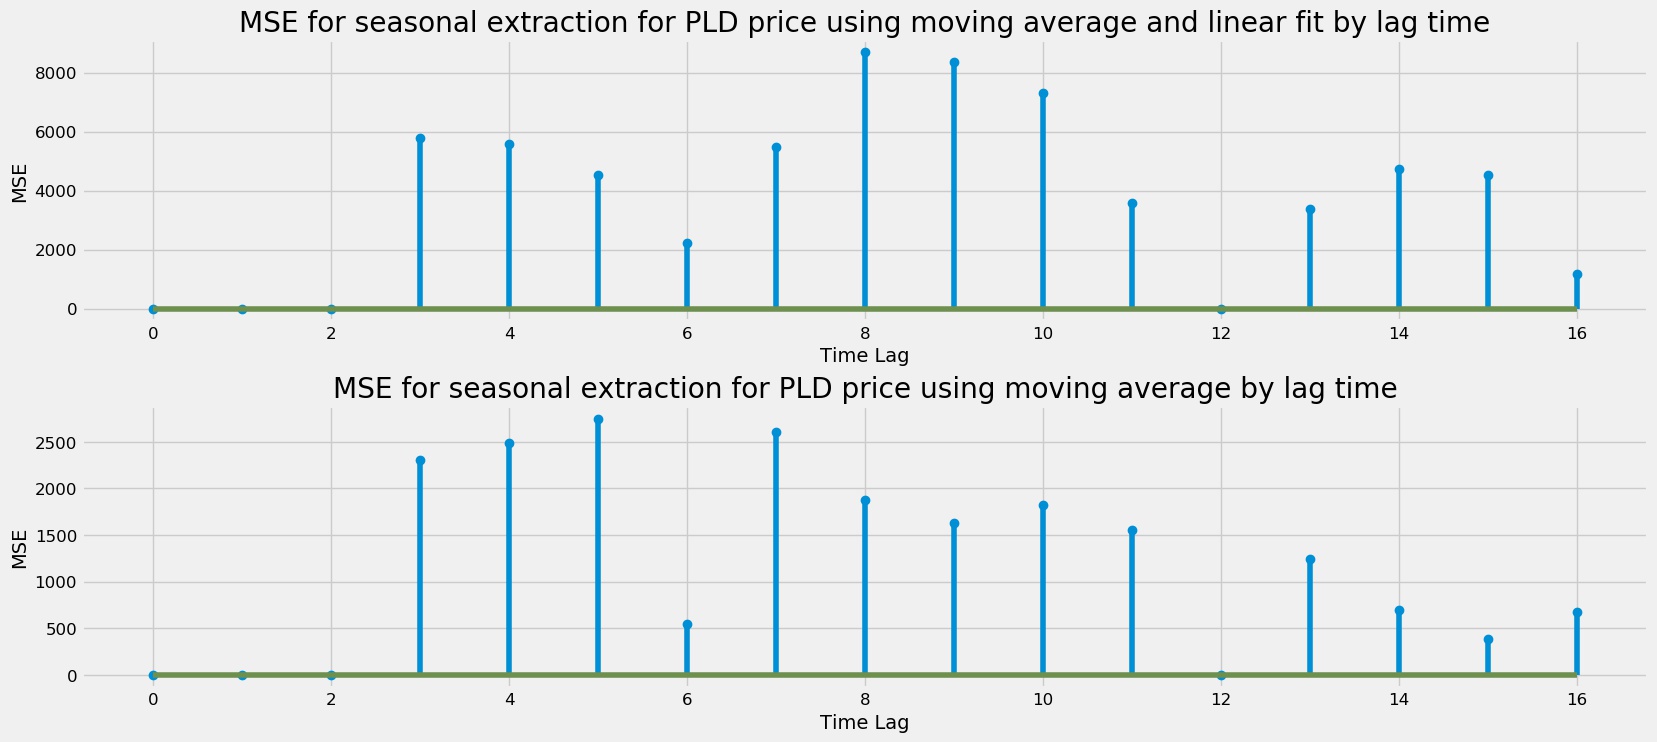 MSE for seasonal extraction for PLD price using moving average and linear fit by lag time
8000
6000
4000
2000
0
MSE
0 2 4 6 8 10 12 14 16
Time Lag
MSE for seasonal extraction for PLD price using moving average by lag time
2500
2000
1500
1000
500
0
MSE
0 2 4 6 8 10 12 14 16
Time Lag